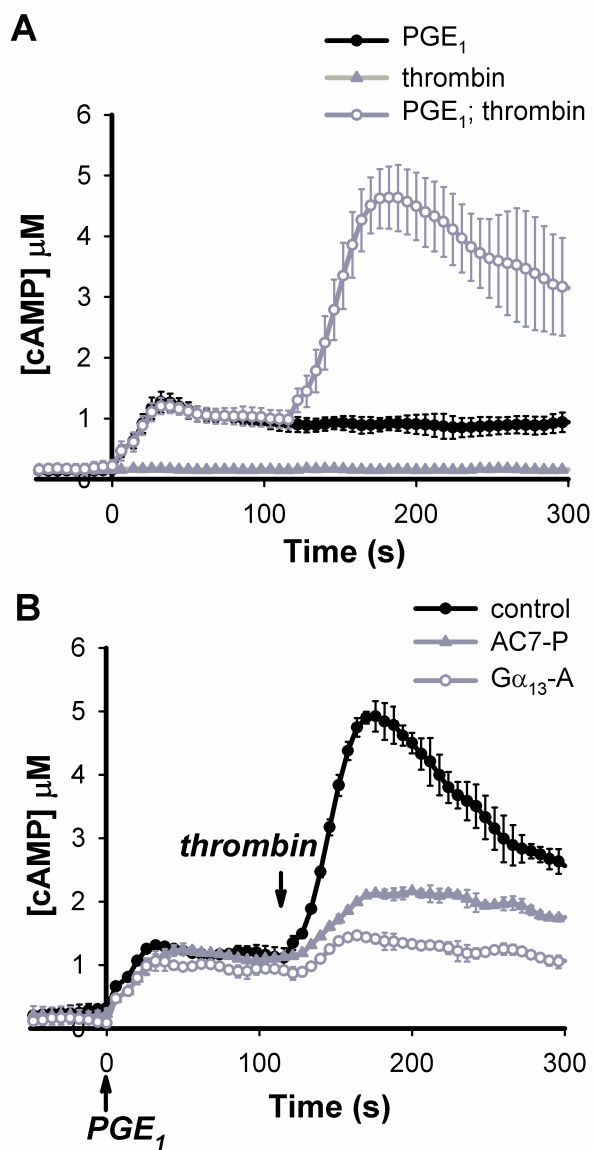 A
PGE1
thrombin
PGE1; thrombin
6
5
4
3
2
1
0
[cAMP] µM
0 100 200 300
Time (s)
B
control
AC7-P
Gα13-A
6
5
4
3
2
1
0
[cAMP] µM
thrombin
0 100 200 300
Time (s)
PGE1